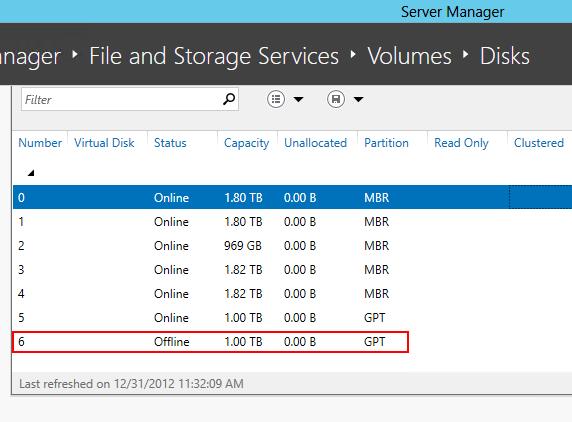 Server Manager
nager ‣ File and Storage Services ‣ Volumes ‣ Disks
Filter
Number Virtual Disk Status Capacity Unallocated Partition Read Only Clustered
0 Online 1.80 TB 0.00 B MBR
1 Online 1.80 TB 0.00 B MBR
2 Online 969 GB 0.00 B MBR
3 Online 1.82 TB 0.00 B MBR
4 Online 1.82 TB 0.00 B MBR
5 Online 1.00 TB 0.00 B GPT
6 Offline 1.00 TB 0.00 B GPT
Last refreshed on 12/31/2012 11:32:09 AM